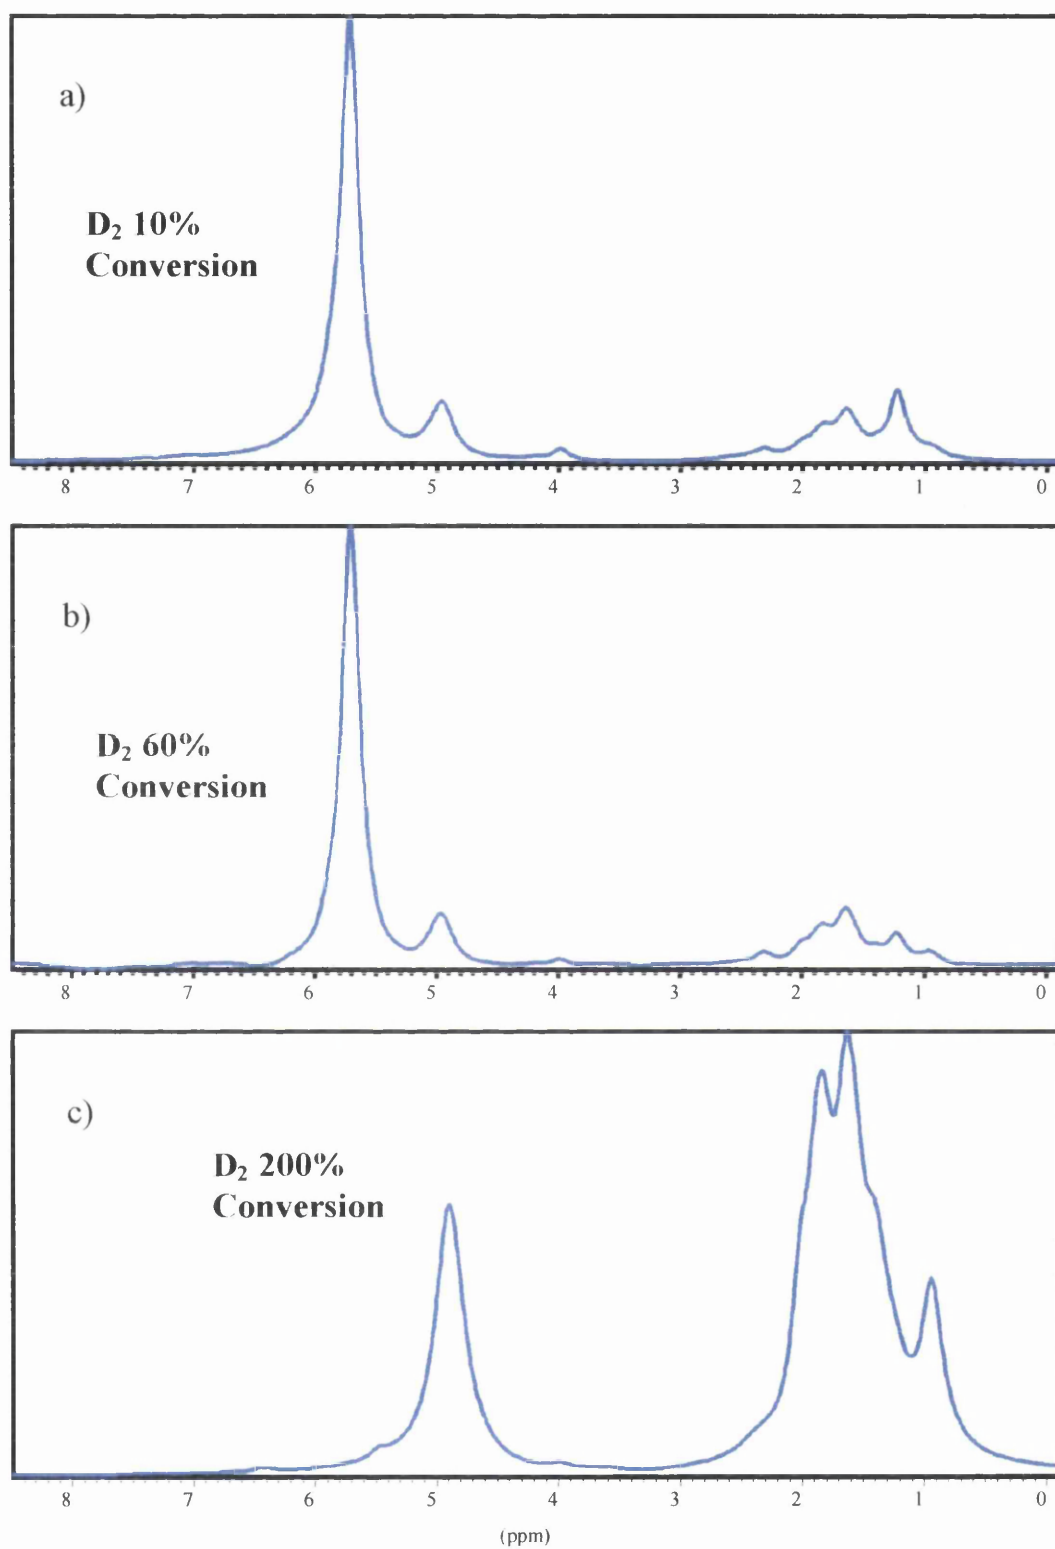 a)
D₂ 10%
Conversion
8 7 6 5 4 3 2 1 0
b)
D₂ 60%
Conversion
8 7 6 5 4 3 2 1 0
c)
D₂ 200%
Conversion
8 7 6 5 4 3 2 1 0
(ppm)